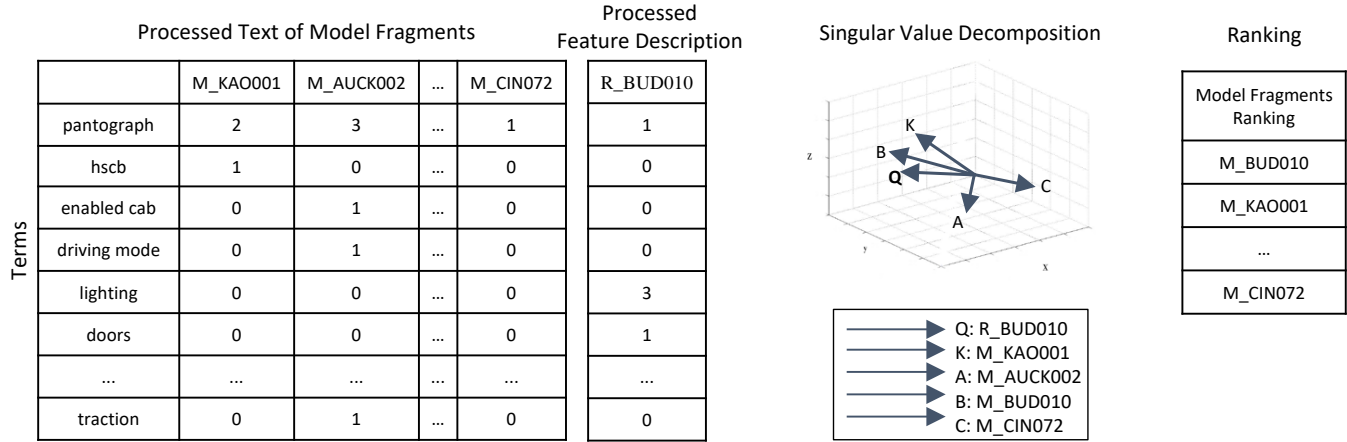 Processed Text of Model Fragments
Processed
Feature Description
Singular Value Decomposition
Ranking
M_KAO001 M_AUCK002 ... M_CIN072 R_BUD010
Terms
pantograph 2 3 ... 1 1
hscb 1 0 ... 0 0
enabled cab 0 1 ... 0 0
driving mode 0 1 ... 0 0
lighting 0 0 ... 0 3
doors 0 0 ... 0 1
... ... ... ... ... ...
traction 0 1 ... 0 0
z
y
x
K
B
Q
A
C
Q: R_BUD010
K: M_KAO001
A: M_AUCK002
B: M_BUD010
C: M_CIN072
Model Fragments
Ranking
M_BUD010
M_KAO001
...
M_CIN072